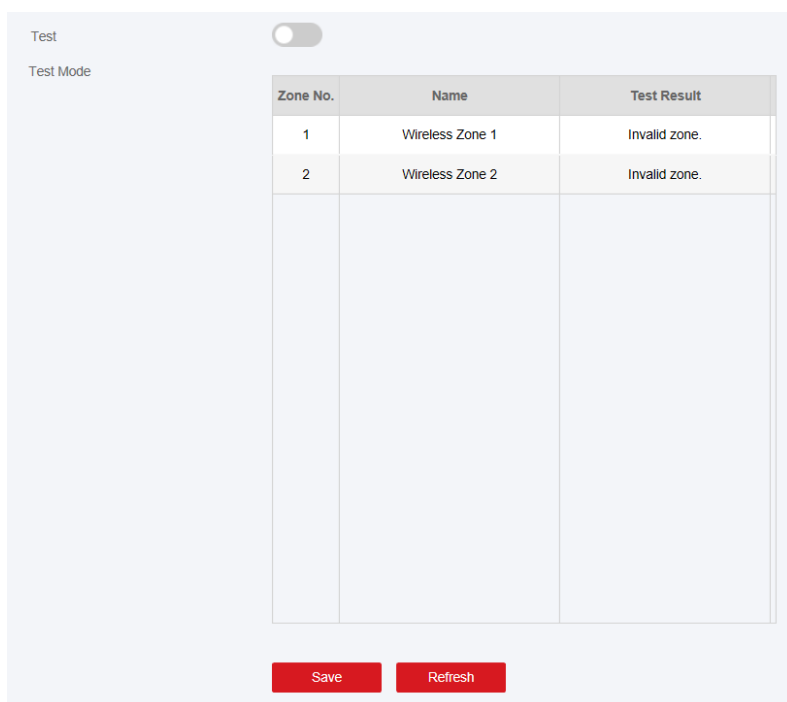 Test
Test Mode
Zone No. Name Test Result
1 Wireless Zone 1 Invalid zone.
2 Wireless Zone 2 Invalid zone.
Save Refresh